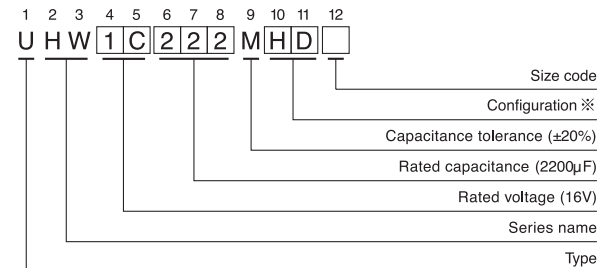 1 2 3 4 5 6 7 8 9 10 11 12
U H W 1 C 2 2 2 M H D
Size code
Configuration ※
Capacitance tolerance (±20%)
Rated capacitance (2200µF)
Rated voltage (16V)
Series name
Type